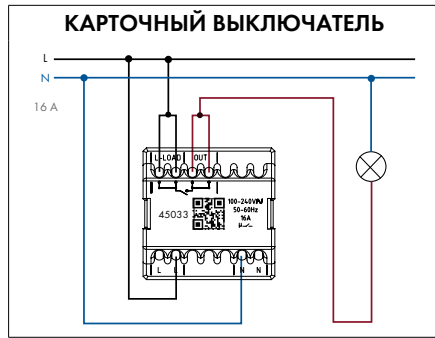 КАРТОЧНЫЙ ВЫКЛЮЧАТЕЛЬ
L
N
16 A
L-LOAD OUT
45033
100-240V
50-60Hz
16A
µ
L L N N